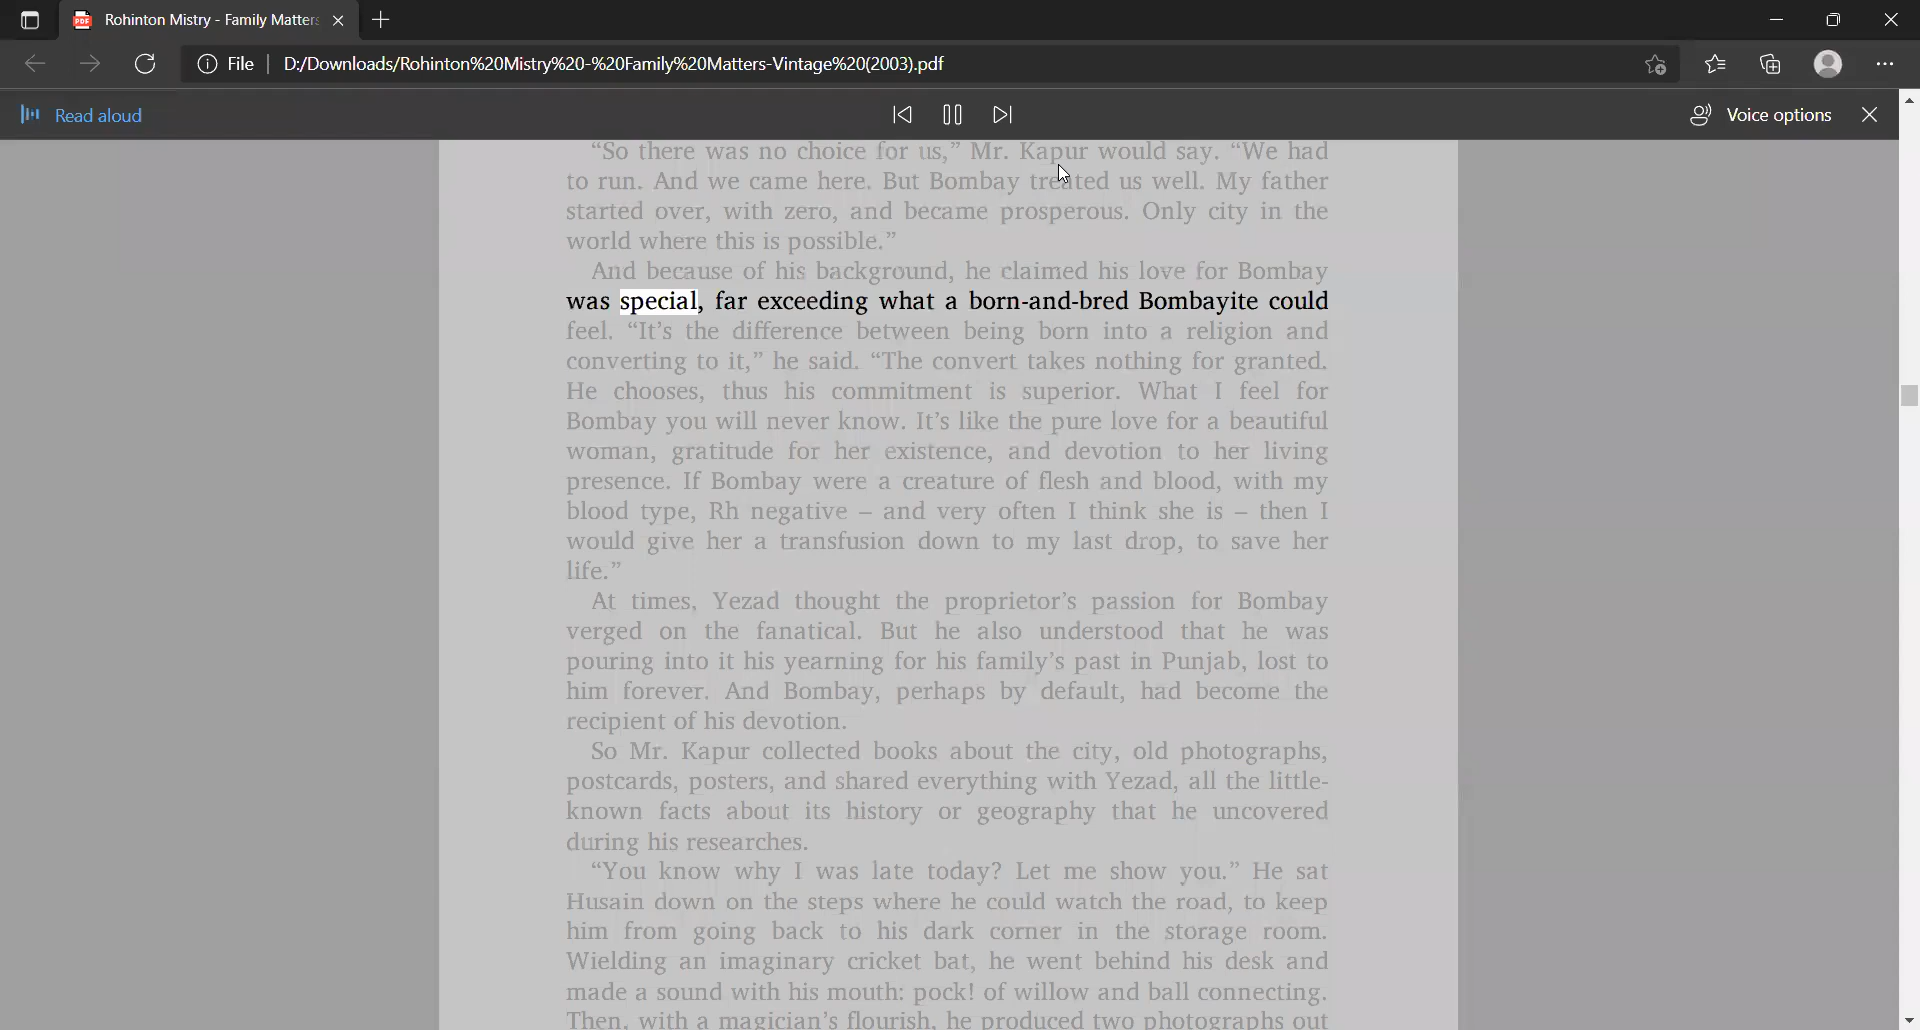 Rohinton Mistry - Family Matters
File
D:/Downloads/Rohinton%20Mistry%20-%20Family%20Matters-Vintage%20(2003).pdf
Read aloud
Voice options
“So there was no choice for us,” Mr. Kapur would say. “We had
to run. And we came here. But Bombay treated us well. My father
started over, with zero, and became prosperous. Only city in the
world where this is possible.”
And because of his background, he claimed his love for Bombay
was special, far exceeding what a born-and-bred Bombayite could
feel. “It’s the difference between being born into a religion and
converting to it,” he said. “The convert takes nothing for granted.
He chooses, thus his commitment is superior. What I feel for
Bombay you will never know. It’s like the pure love for a beautiful
woman, gratitude for her existence, and devotion to her living
presence. If Bombay were a creature of flesh and blood, with my
blood type, Rh negative – and very often I think she is – then I
would give her a transfusion down to my last drop, to save her
life.”
At times, Yezad thought the proprietor’s passion for Bombay
verged on the fanatical. But he also understood that he was
pouring into it his yearning for his family’s past in Punjab, lost to
him forever. And Bombay, perhaps by default, had become the
recipient of his devotion.
So Mr. Kapur collected books about the city, old photographs,
postcards, posters, and shared everything with Yezad, all the little-
known facts about its history or geography that he uncovered
during his researches.
“You know why I was late today? Let me show you.” He sat
Husain down on the steps where he could watch the road, to keep
him from going back to his dark corner in the storage room.
Wielding an imaginary cricket bat, he went behind his desk and
made a sound with his mouth: pock! of willow and ball connecting.
Then, with a magician’s flourish, he produced two photographs out